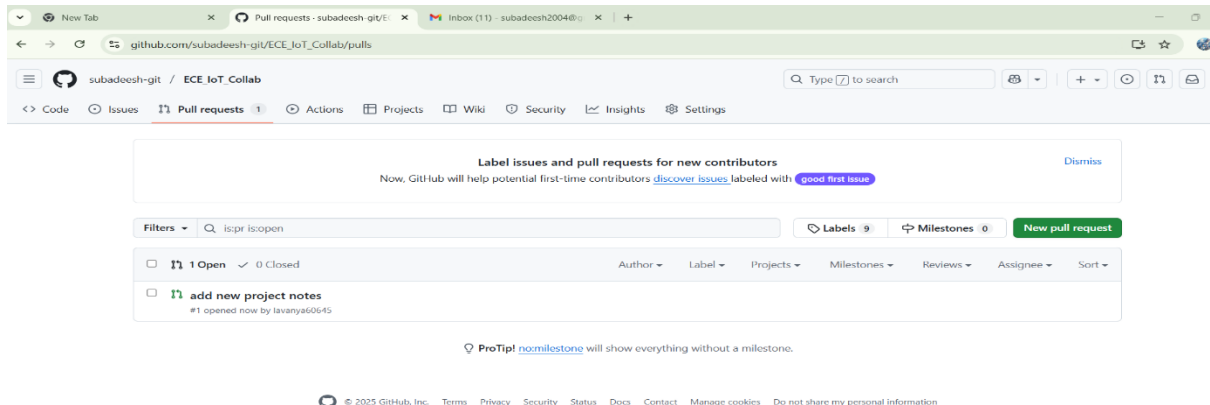 New Tab
Pull requests - subadeesh-git/E
Inbox (11) - subadeesh2004@g
github.com/subadeesh-git/ECE_IoT_Collab/pulls
subadeesh-git / ECE_IoT_Collab
Type / to search
<> Code Issues Pull requests 1 Actions Projects Wiki Security Insights Settings
Label issues and pull requests for new contributors
Dismiss
Now, GitHub will help potential first-time contributors discover issues labeled with good first issue
Filters is:pr is:open Labels 9 Milestones 0 New pull request
1 Open 0 Closed Author Label Projects Milestones Reviews Assignee Sort
add new project notes
#1 opened now by lavanya60645
ProTip! no:milestone will show everything without a milestone.
© 2025 GitHub, Inc. Terms Privacy Security Status Docs Contact Manage cookies Do not share my personal information